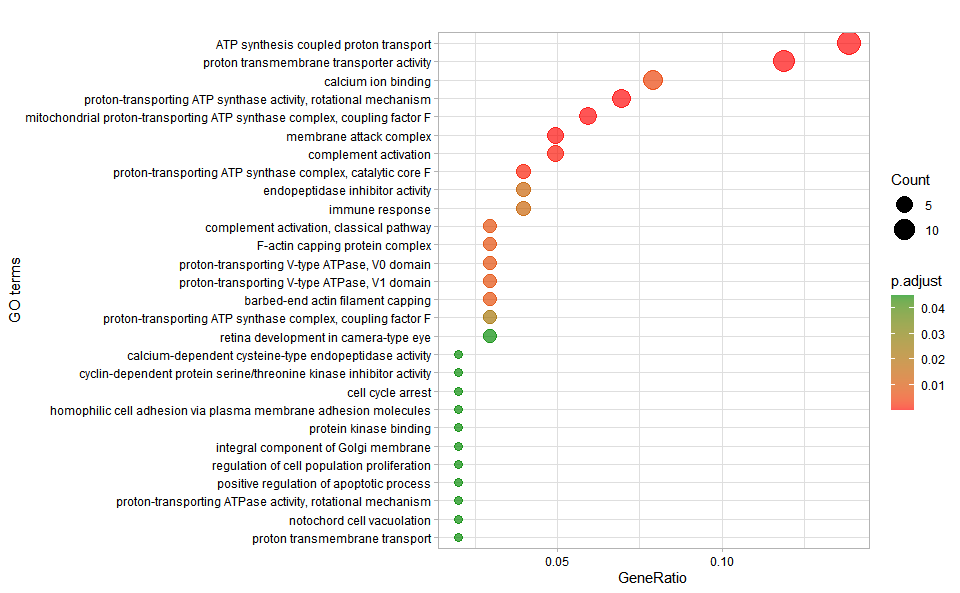 ATP synthesis coupled proton transport
proton transmembrane transporter activity
calcium ion binding
proton-transporting ATP synthase activity, rotational mechanism
mitochondrial proton-transporting ATP synthase complex, coupling factor F
membrane attack complex
complement activation
proton-transporting ATP synthase complex, catalytic core F
endopeptidase inhibitor activity
immune response
complement activation, classical pathway
F-actin capping protein complex
proton-transporting V-type ATPase, V0 domain
proton-transporting V-type ATPase, V1 domain
barbed-end actin filament capping
proton-transporting ATP synthase complex, coupling factor F
retina development in camera-type eye
calcium-dependent cysteine-type endopeptidase activity
cyclin-dependent protein serine/threonine kinase inhibitor activity
cell cycle arrest
homophilic cell adhesion via plasma membrane adhesion molecules
protein kinase binding
integral component of Golgi membrane
regulation of cell population proliferation
positive regulation of apoptotic process
proton-transporting ATPase activity, rotational mechanism
notochord cell vacuolation
proton transmembrane transport
GO terms
0.05
0.10
GeneRatio
Count
5
10
p.adjust
0.04
0.03
0.02
0.01